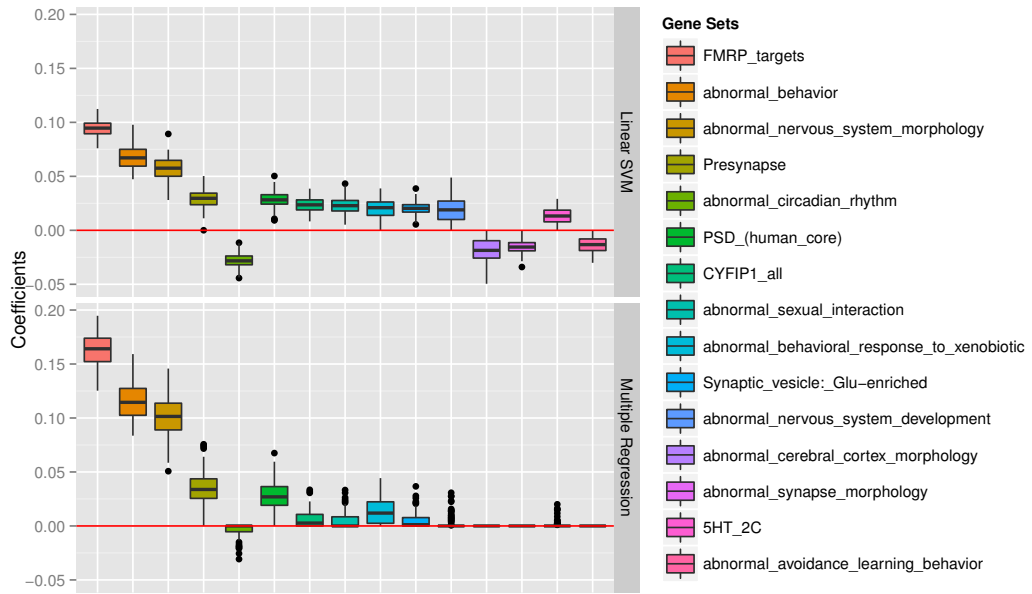 0.20
0.15
0.10
0.05
0.00
−0.05
Linear SVM
0.20
0.15
0.10
0.05
0.00
−0.05
Multiple Regression
Coefficients
Gene Sets
FMRP_targets
abnormal_behavior
abnormal_nervous_system_morphology
Presynapse
abnormal_circadian_rhythm
PSD_(human_core)
CYFIP1_all
abnormal_sexual_interaction
abnormal_behavioral_response_to_xenobiotic
Synaptic_vesicle:_Glu−enriched
abnormal_nervous_system_development
abnormal_cerebral_cortex_morphology
abnormal_synapse_morphology
5HT_2C
abnormal_avoidance_learning_behavior